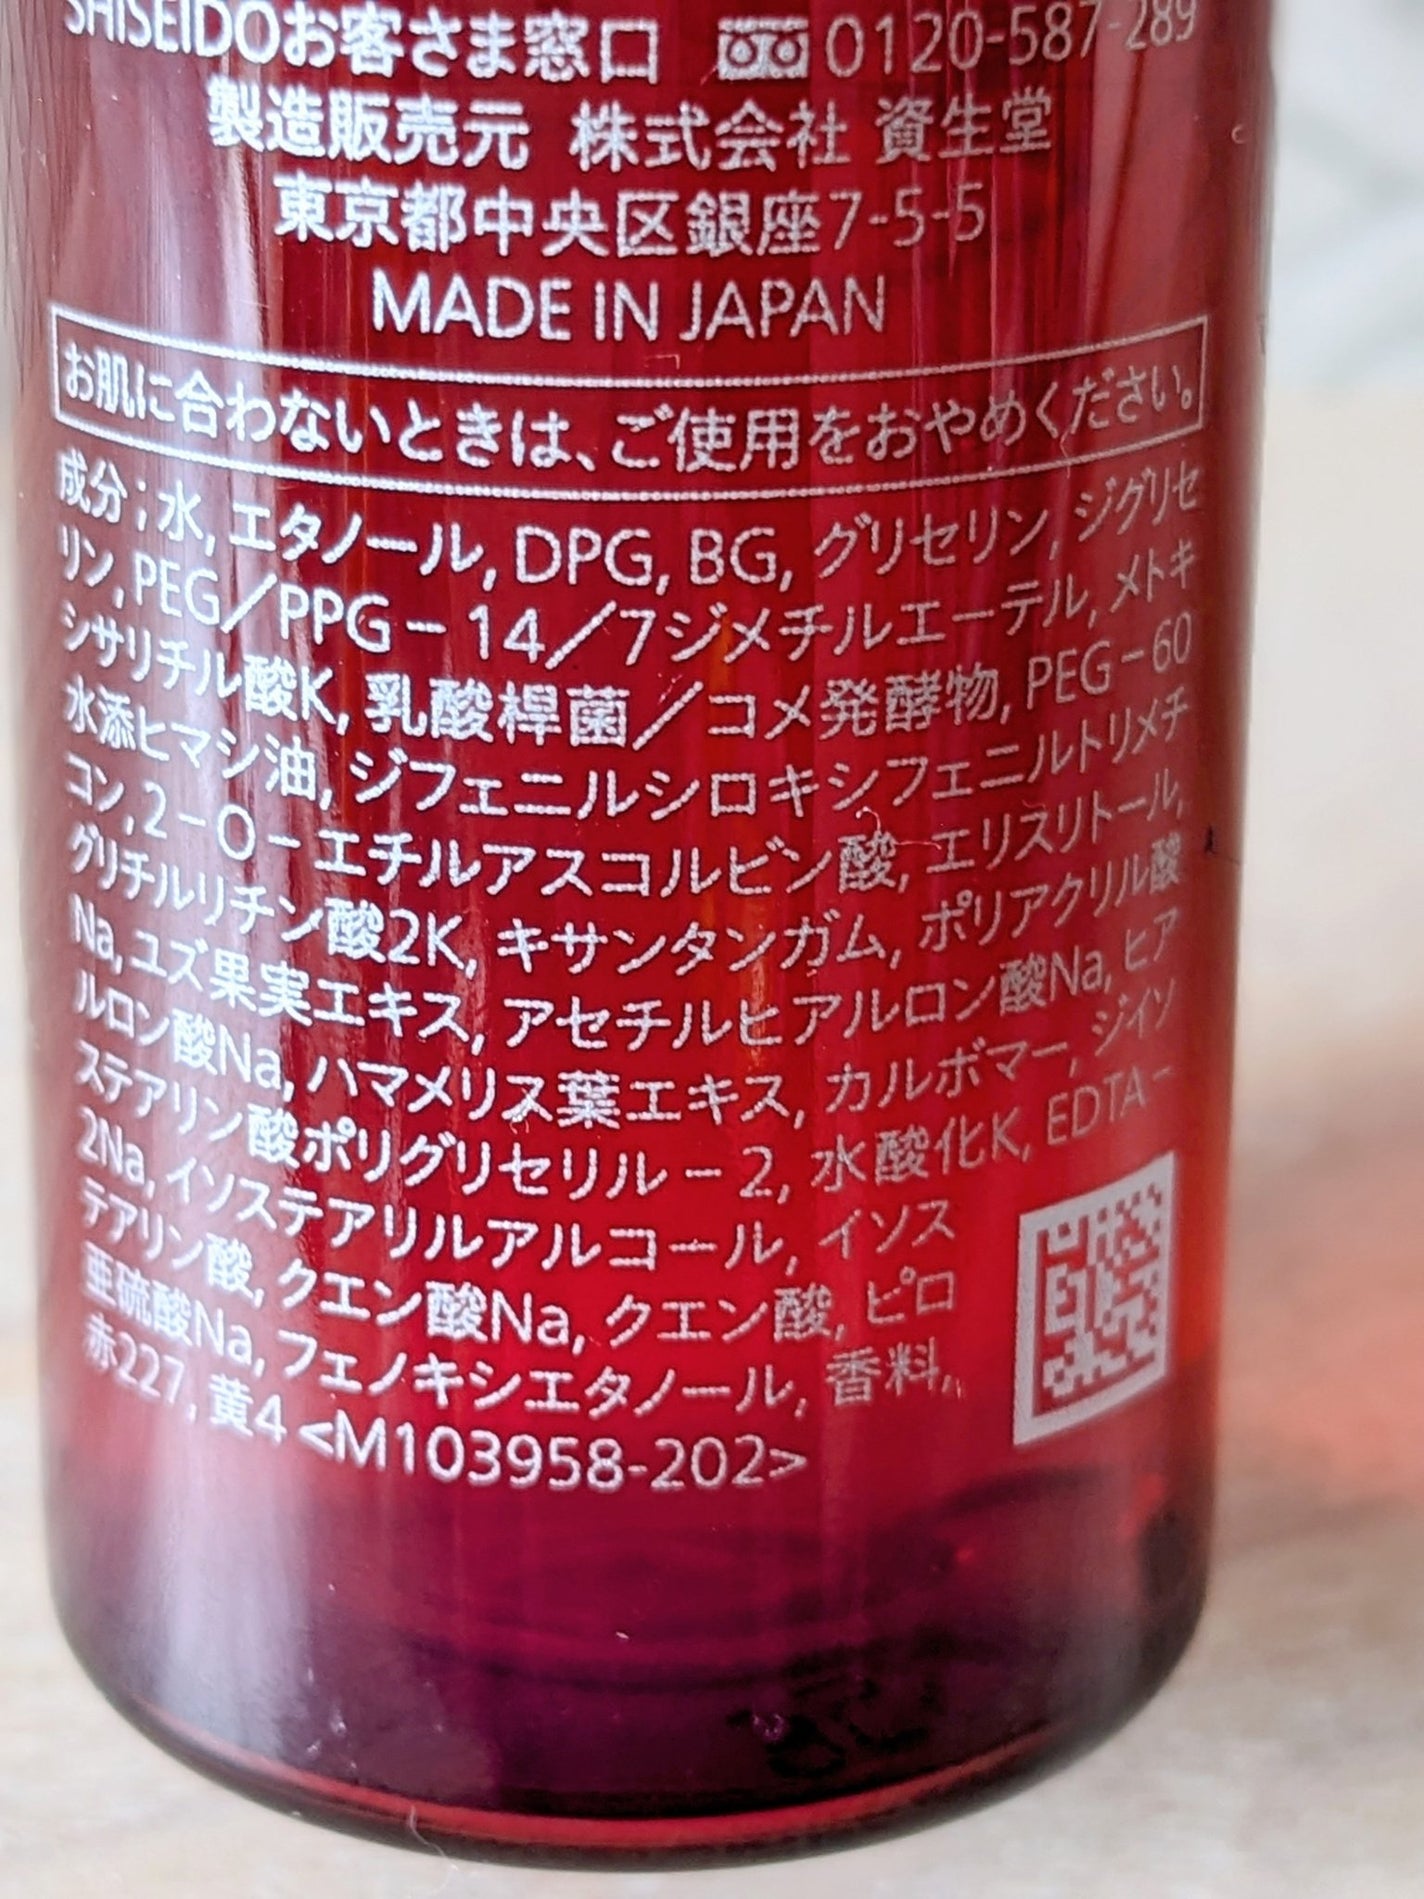 SHISEIDOお客さま窓口 0120-587-289
製造販売元 株式会社 資生堂
東京都中央区銀座7-5-5
MADE IN JAPAN
お肌に合わないときは、ご使用をおやめください。
成分;水, エタノール, DPG, BG, グリセリン, ジグリセ
リン, PEG／PPG－14／7ジメチルエーテル, メトキ
シサリチル酸K, 乳酸桿菌／コメ発酵物, PEG－60
水添ヒマシ油, ジフェニルシロキシフェニルトリメチ
コン, 2－O－エチルアスコルビン酸, エリスリトール,
グリチルリチン酸2K, キサンタンガム, ポリアクリル酸
Na, ユズ果実エキス, アセチルヒアルロン酸Na, ヒア
ルロン酸Na, ハマメリス葉エキス, カルボマー, ジイソ
ステアリン酸ポリグリセリル－2, 水酸化K, EDTA－
2Na, イソステアリルアルコール, イソス
テアリン酸, クエン酸Na, クエン酸, ピロ
亜硫酸Na, フェノキシエタノール, 香料,
赤227, 黄4 <M103958-202>